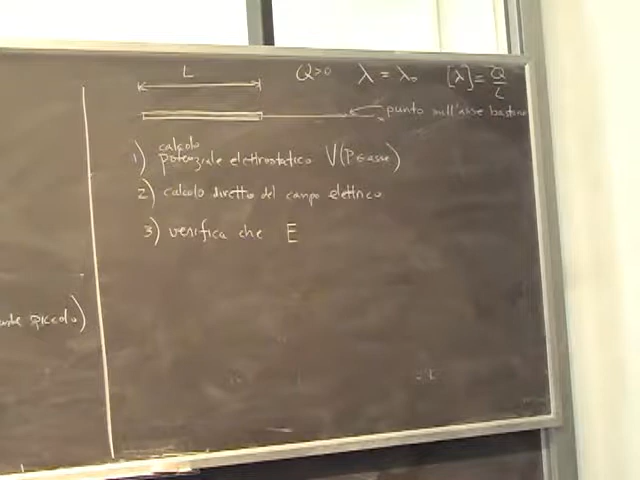 L Q>0 λ = λ₀ [λ] = Q/L
punto sull'asse bastone
1) calcolo potenziale elettrostatico V(P∈asse)
2) calcolo diretto del campo elettrico
3) verifica che E
piccolo)